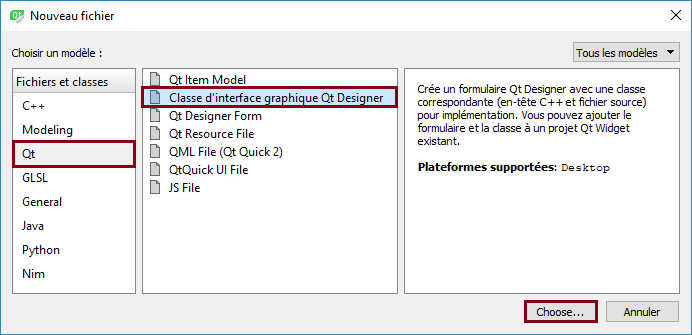 Nouveau fichier
Choisir un modèle :
Tous les modèles
Fichiers et classes
C++
Modeling
Qt
GLSL
General
Java
Python
Nim
Qt Item Model
Classe d'interface graphique Qt Designer
Qt Designer Form
Qt Resource File
QML File (Qt Quick 2)
QtQuick UI File
JS File
Crée un formulaire Qt Designer avec une classe
correspondante (en-tête C++ et fichier source)
pour implémentation. Vous pouvez ajouter le
formulaire et la classe à un projet Qt Widget
existant.
Plateformes supportées: Desktop
Choose...
Annuler